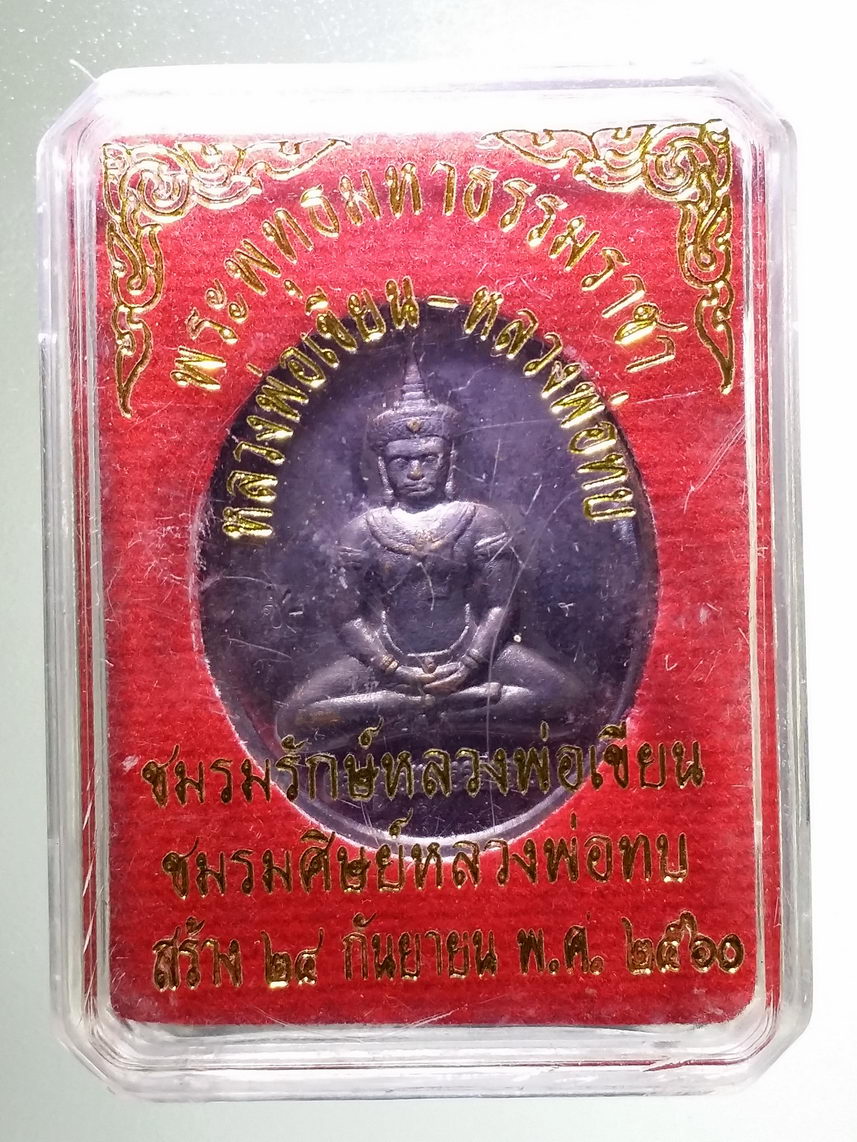 พระพุทธมหาธรรมราชา
หลวงพ่อเขียน-หลวงพ่อทบ
ชมรมรักษ์หลวงพ่อเขียน
ชมรมศิษย์หลวงพ่อทบ
สร้าง ๒๔ กันยายน พ.ศ. ๒๕๖๐